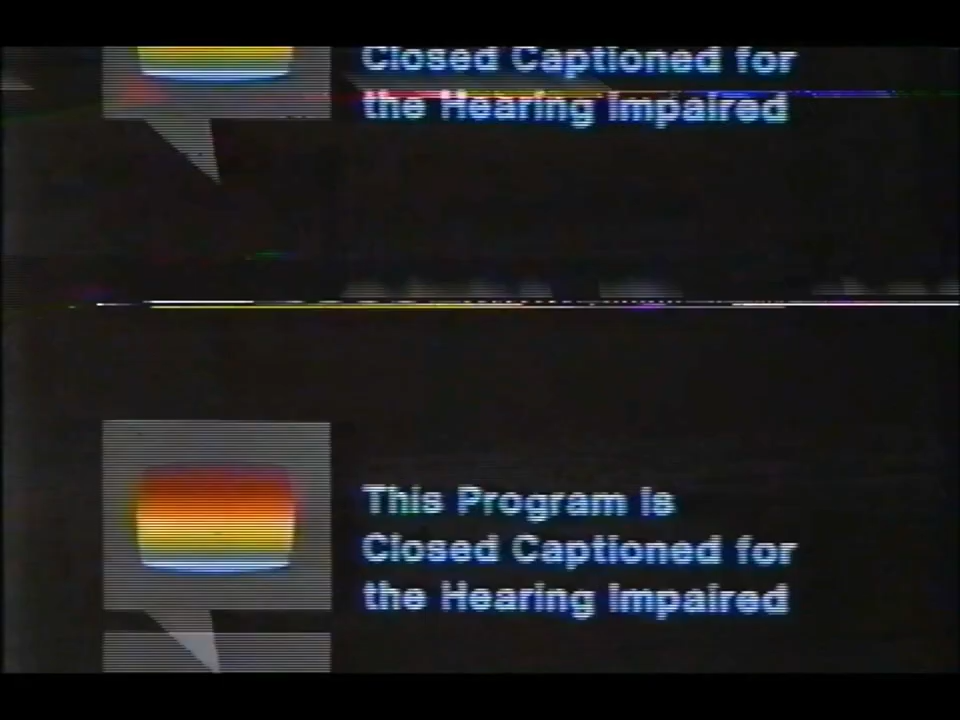 Closed Captioned for
the Hearing Impaired
This Program is
Closed Captioned for
the Hearing Impaired